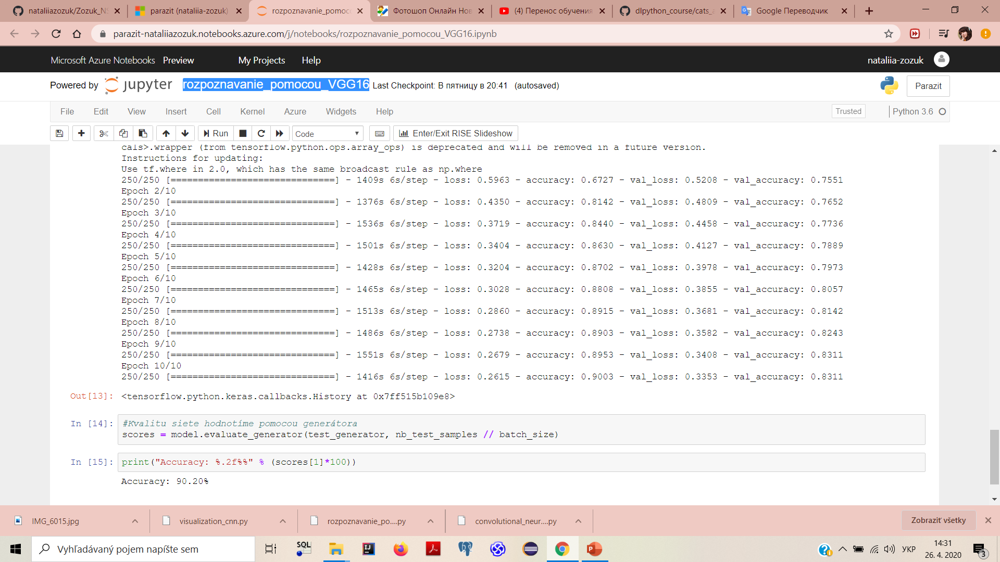 nataliiazozuk/Zozuk_NS
parazit (nataliia-zozuk)
rozpoznavanie_pomoco
Фотошоп Онлайн Нов
(4) Перенос обучения
dlpython_course/cats_a
Google Переводчик
parazit-nataliiazozuk.notebooks.azure.com/j/notebooks/rozpoznavanie_pomocou_VGG16.ipynb
Microsoft Azure Notebooks Preview My Projects Help nataliia-zozuk
Powered by jupyter rozpoznavanie_pomocou_VGG16 Last Checkpoint: В пятницу в 20:41 (autosaved) Parazit
File Edit View Insert Cell Kernel Azure Widgets Help Trusted Python 3.6
Run Code Enter/Exit RISE Slideshow
cals>.wrapper (from tensorflow.python.ops.array_ops) is deprecated and will be removed in a future version.
Instructions for updating:
Use tf.where in 2.0, which has the same broadcast rule as np.where
250/250 [==============================] - 1409s 6s/step - loss: 0.5963 - accuracy: 0.6727 - val_loss: 0.5208 - val_accuracy: 0.7551
Epoch 2/10
250/250 [==============================] - 1376s 6s/step - loss: 0.4350 - accuracy: 0.8142 - val_loss: 0.4809 - val_accuracy: 0.7652
Epoch 3/10
250/250 [==============================] - 1536s 6s/step - loss: 0.3719 - accuracy: 0.8440 - val_loss: 0.4458 - val_accuracy: 0.7736
Epoch 4/10
250/250 [==============================] - 1501s 6s/step - loss: 0.3404 - accuracy: 0.8630 - val_loss: 0.4127 - val_accuracy: 0.7889
Epoch 5/10
250/250 [==============================] - 1428s 6s/step - loss: 0.3204 - accuracy: 0.8702 - val_loss: 0.3978 - val_accuracy: 0.7973
Epoch 6/10
250/250 [==============================] - 1465s 6s/step - loss: 0.3028 - accuracy: 0.8808 - val_loss: 0.3855 - val_accuracy: 0.8057
Epoch 7/10
250/250 [==============================] - 1513s 6s/step - loss: 0.2860 - accuracy: 0.8915 - val_loss: 0.3681 - val_accuracy: 0.8142
Epoch 8/10
250/250 [==============================] - 1486s 6s/step - loss: 0.2738 - accuracy: 0.8903 - val_loss: 0.3582 - val_accuracy: 0.8243
Epoch 9/10
250/250 [==============================] - 1551s 6s/step - loss: 0.2679 - accuracy: 0.8953 - val_loss: 0.3408 - val_accuracy: 0.8311
Epoch 10/10
250/250 [==============================] - 1416s 6s/step - loss: 0.2615 - accuracy: 0.9003 - val_loss: 0.3353 - val_accuracy: 0.8311
Out[13]: <tensorflow.python.keras.callbacks.History at 0x7ff515b109e8>
In [14]: #Kvalitu siete hodnotíme pomocou generátora
scores = model.evaluate_generator(test_generator, nb_test_samples // batch_size)
In [15]: print("Accuracy: %.2f%%" % (scores[1]*100))
Accuracy: 90.20%
IMG_6015.jpg
visualization_cnn.py
rozpoznavanie_po....py
convolutional_neur....py
Zobraziť všetky
Vyhľadávaný pojem napíšte sem
SQL
УКР
14:31
26. 4. 2020
3